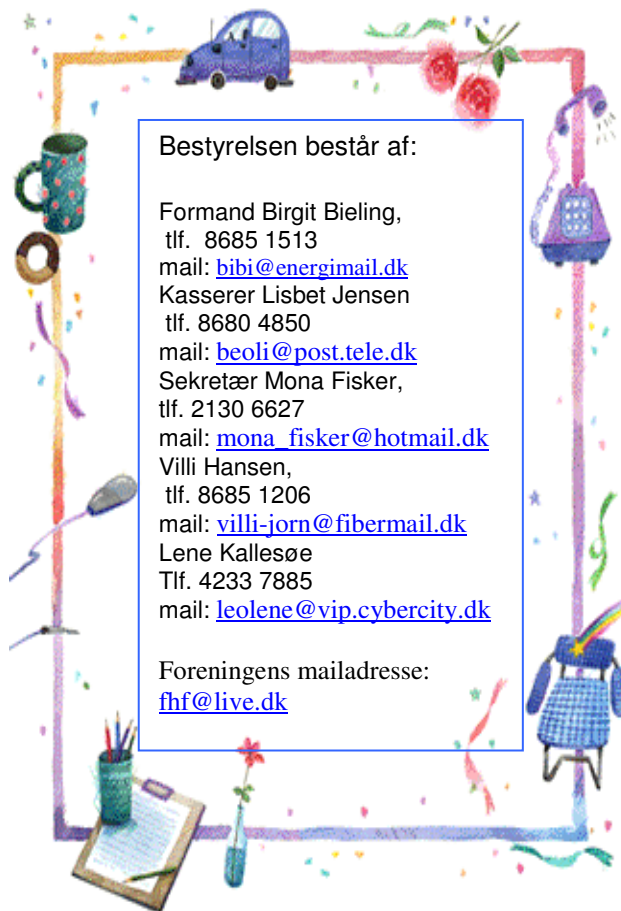 Bestyrelsen består af:
Formand Birgit Bieling,
tlf. 8685 1513
mail: bibi@energimail.dk
Kasserer Lisbet Jensen
tlf. 8680 4850
mail: beoli@post.tele.dk
Sekretær Mona Fisker,
tlf. 2130 6627
mail: mona_fisker@hotmail.dk
Villi Hansen,
tlf. 8685 1206
mail: villi-jorn@fibermail.dk
Lene Kallesøe
Tlf. 4233 7885
mail: leolene@vip.cybercity.dk
Foreningens mailadresse:
fhf@live.dk